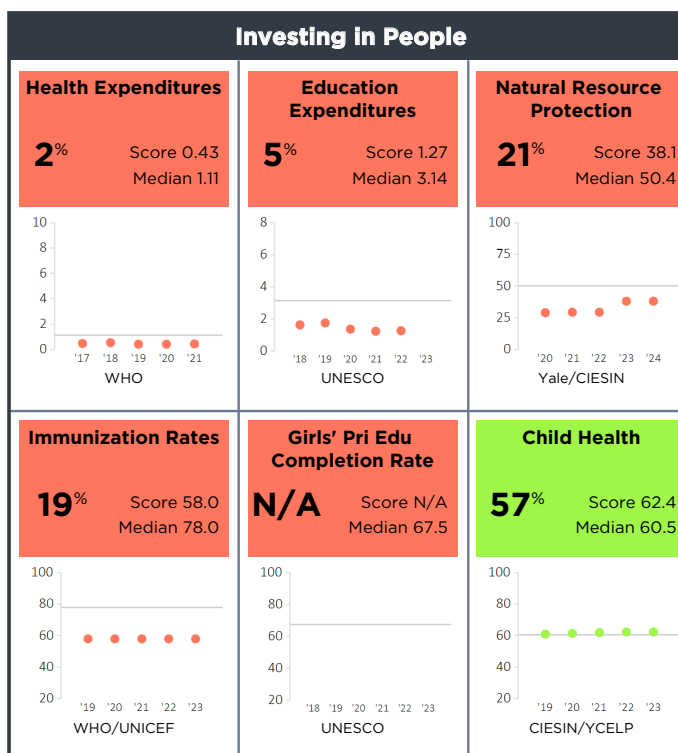 Investing in People
Health Expenditures
2%
Score 0.43
Median 1.11
10
8
6
4
2
0
'17 '18 '19 '20 '21
WHO
Education
Expenditures
5%
Score 1.27
Median 3.14
8
6
4
2
0
'18 '19 '20 '21 '22 '23
UNESCO
Natural Resource
Protection
21%
Score 38.1
Median 50.4
100
75
50
25
0
'20 '21 '22 '23 '24
Yale/CIESIN
Immunization Rates
19%
Score 58.0
Median 78.0
100
80
60
40
20
'19 '20 '21 '22 '23
WHO/UNICEF
Girls' Pri Edu
Completion Rate
N/A
Score N/A
Median 67.5
100
80
60
40
20
'18 '19 '20 '21 '22 '23
UNESCO
Child Health
57%
Score 62.4
Median 60.5
100
80
60
40
20
'19 '20 '21 '22 '23
CIESIN/YCELP